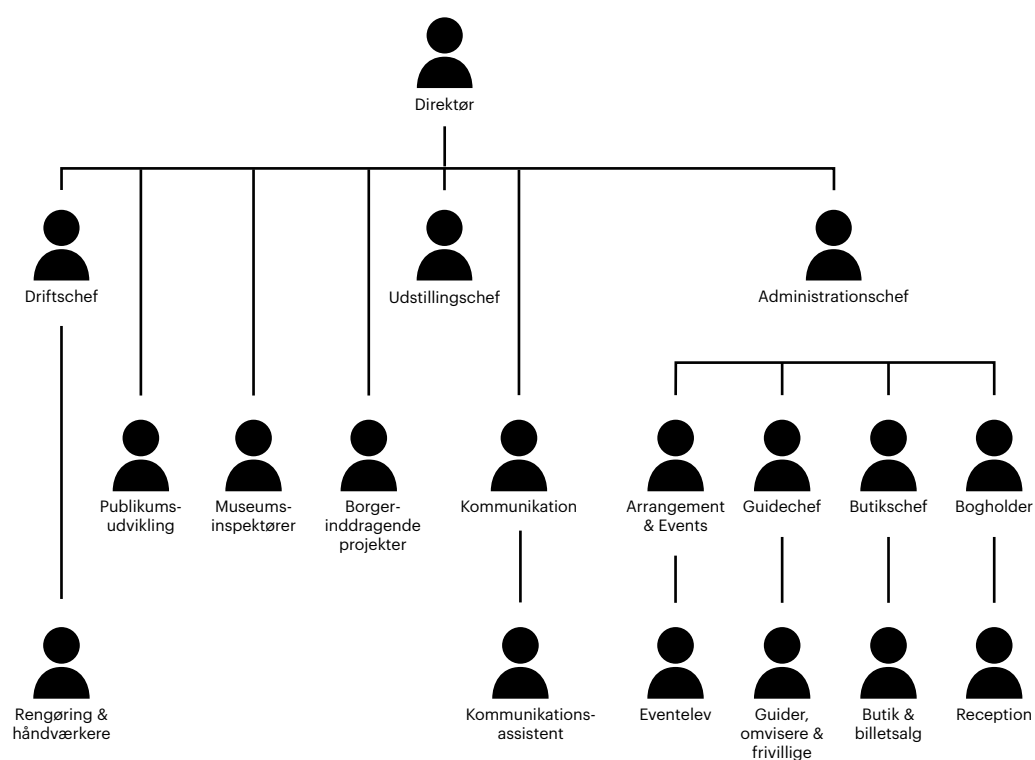 Direktør
Driftschef
Udstillingschef
Administrationschef
Publikums-
udvikling
Museums-
inspektører
Borger-
inddragende
projekter
Kommunikation
Arrangement
& Events
Guidechef
Butikschef
Bogholder
Rengøring &
håndværkere
Kommunikations-
assistent
Eventelev
Guider,
omvisere &
frivillige
Butik &
billetsalg
Reception